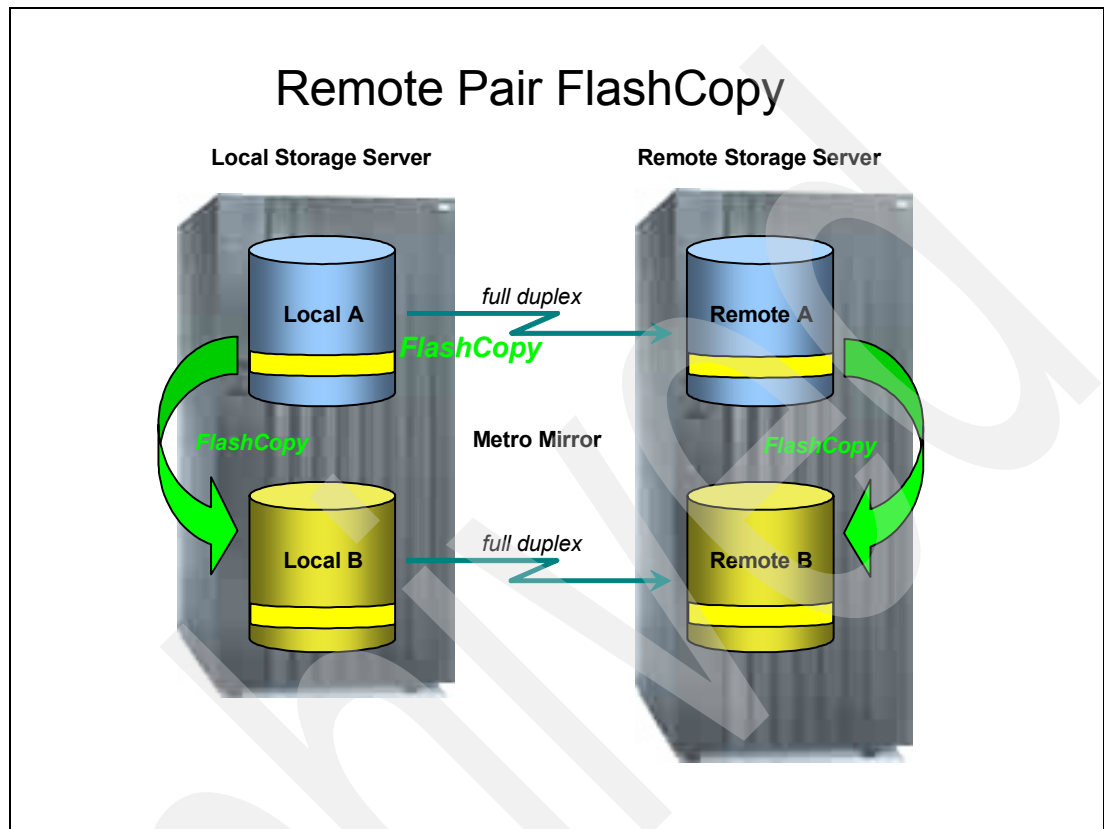 Remote Pair FlashCopy
Local Storage Server
Remote Storage Server
full duplex
Local A
Remote A
FlashCopy
FlashCopy
Metro Mirror
FlashCopy
full duplex
Local B
Remote B